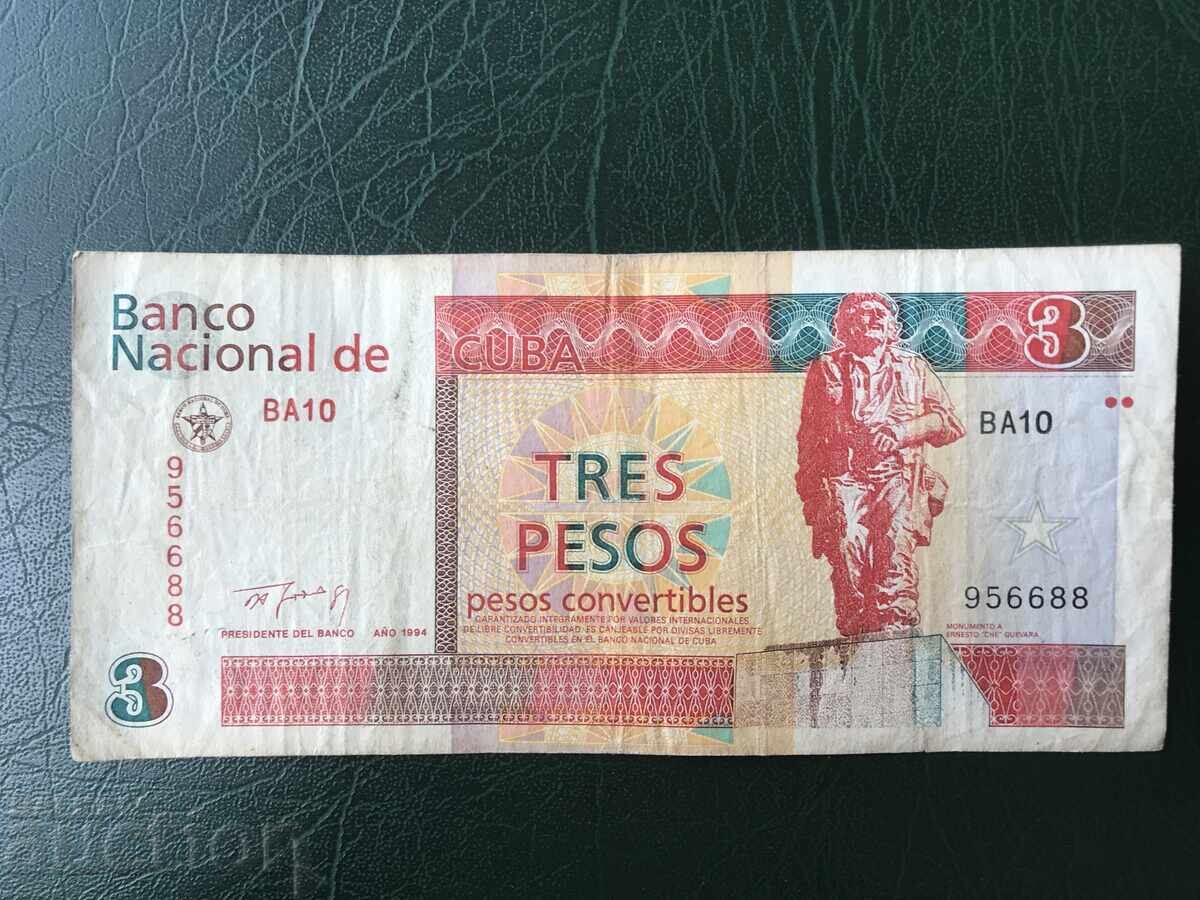 Banco
Nacional de
CUBA
3
BA10
956688
TRES
PESOS
pesos convertibles
GARANTIZADO INTEGRAMENTE POR VALORES INTERNACIONALES
DE LIBRE CONVERTIBILIDAD: ES CANJEABLE POR DIVISAS LIBREMENTE
CONVERTIBLES EN EL BANCO NACIONAL DE CUBA
BA10
956688
MONUMENTO A
ERNESTO "CHE" GUEVARA
PRESIDENTE DEL BANCO AÑO 1994
3